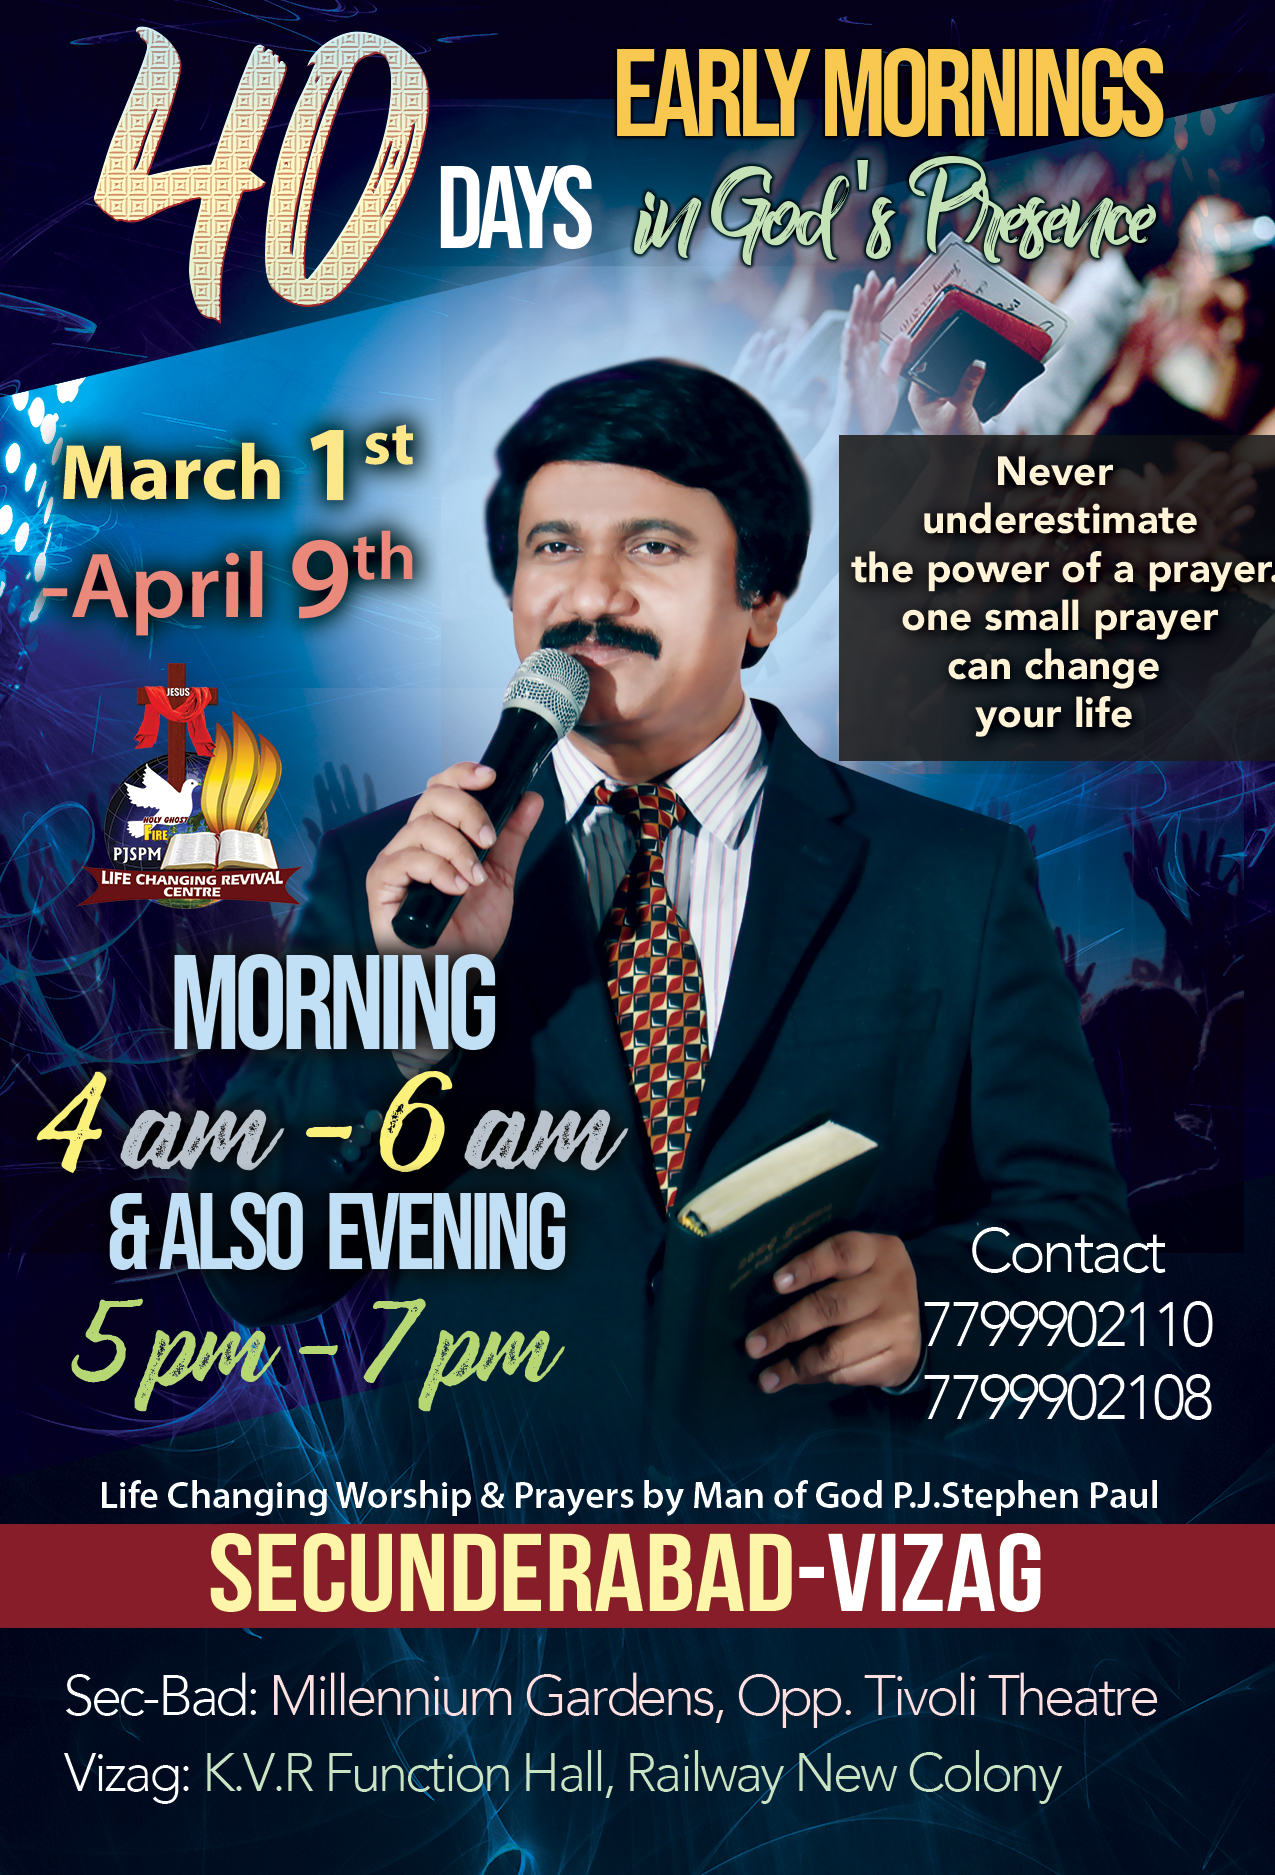 40
DAYS
EARLY MORNINGS
in God's Presence
March 1st
-April 9th
Never
underestimate
the power of a prayer.
one small prayer
can change
your life
JESUS
HOLY GHOST
FIRE
PJSPM
LIFE CHANGING REVIVAL
CENTRE
MORNING
4 am - 6 am
& ALSO EVENING
5 pm - 7 pm
Contact
7799902110
7799902108
Life Changing Worship & Prayers by Man of God P.J.Stephen Paul
SECUNDERABAD-VIZAG
Sec-Bad: Millennium Gardens, Opp. Tivoli Theatre
Vizag: K.V.R Function Hall, Railway New Colony